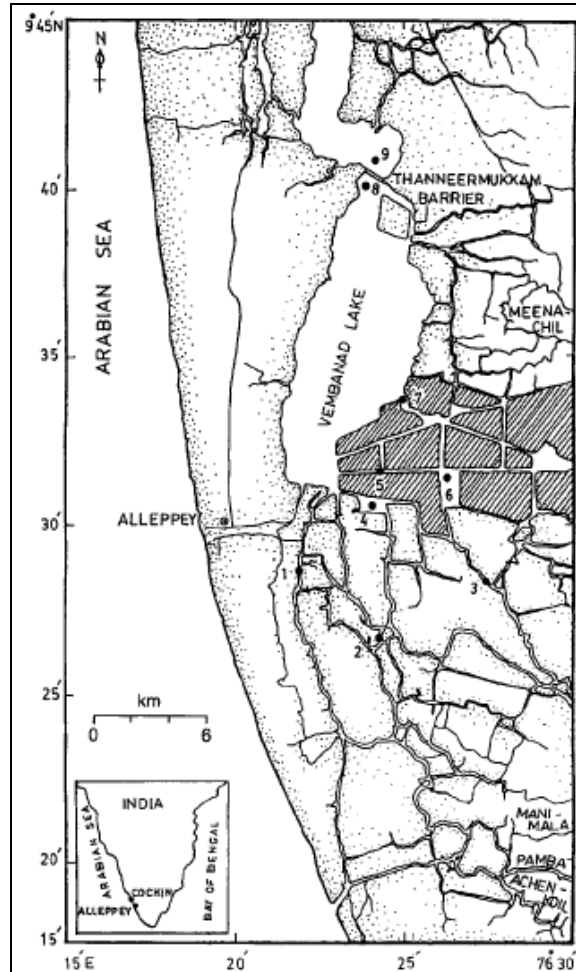 9°45'N
N
9
40'
8
THANNEERMUKKAM
BARRIER
ARABIAN SEA
MEENA-
CHIL
35'
VEMBANAD LAKE
7
5
6
ALLEPPEY
30'
4
1
3
2
25'
km
0 6
INDIA
ARABIAN SEA
BAY OF BENGAL
COCKIN
ALLEPPEY
MANI-
MALA
PAMBA
ACHEN-
KOIL
20'
15'
15'E 20' 25' 76°30'